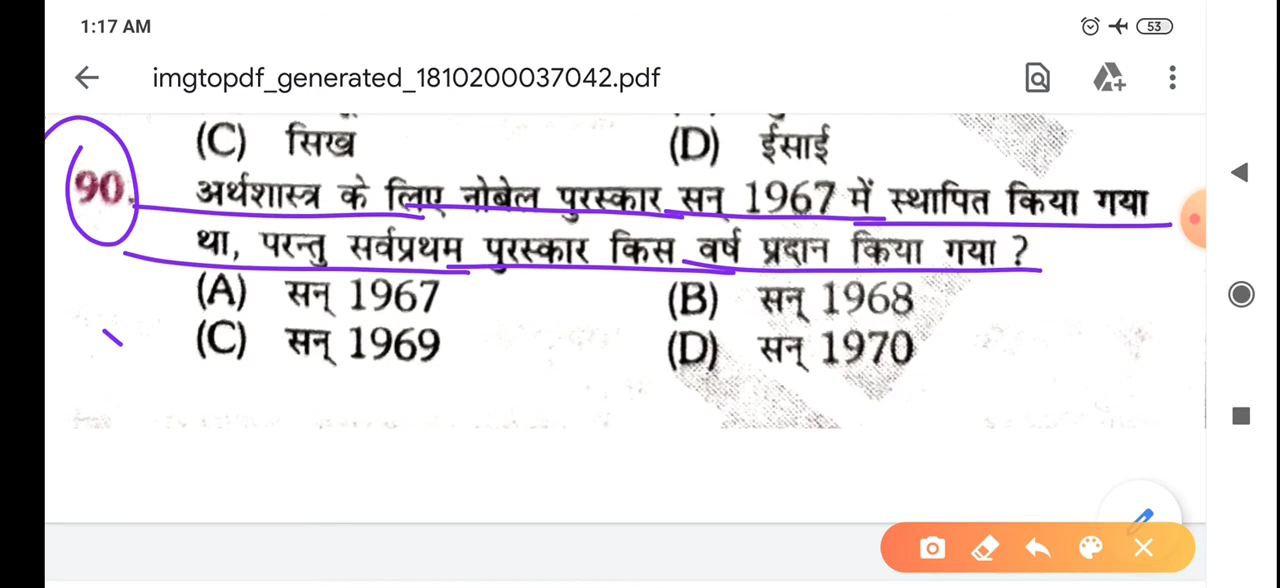 1:17 AM
53
imgtopdf_generated_1810200037042.pdf
(C) सिख (D) ईसाई
90. अर्थशास्त्र के लिए नोबेल पुरस्कार सन् 1967 में स्थापित किया गया
था, परन्तु सर्वप्रथम पुरस्कार किस वर्ष प्रदान किया गया ?
(A) सन् 1967 (B) सन् 1968
(C) सन् 1969 (D) सन् 1970